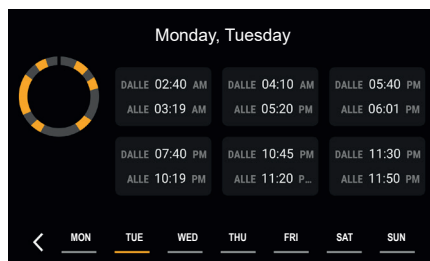 Monday, Tuesday
DALLE 02:40 AM DALLE 04:10 AM DALLE 05:40 PM
ALLE 03:19 AM ALLE 05:20 PM ALLE 06:01 PM
DALLE 07:40 PM DALLE 10:45 PM DALLE 11:30 PM
ALLE 10:19 PM ALLE 11:20 P... ALLE 11:50 PM
MON TUE WED THU FRI SAT SUN